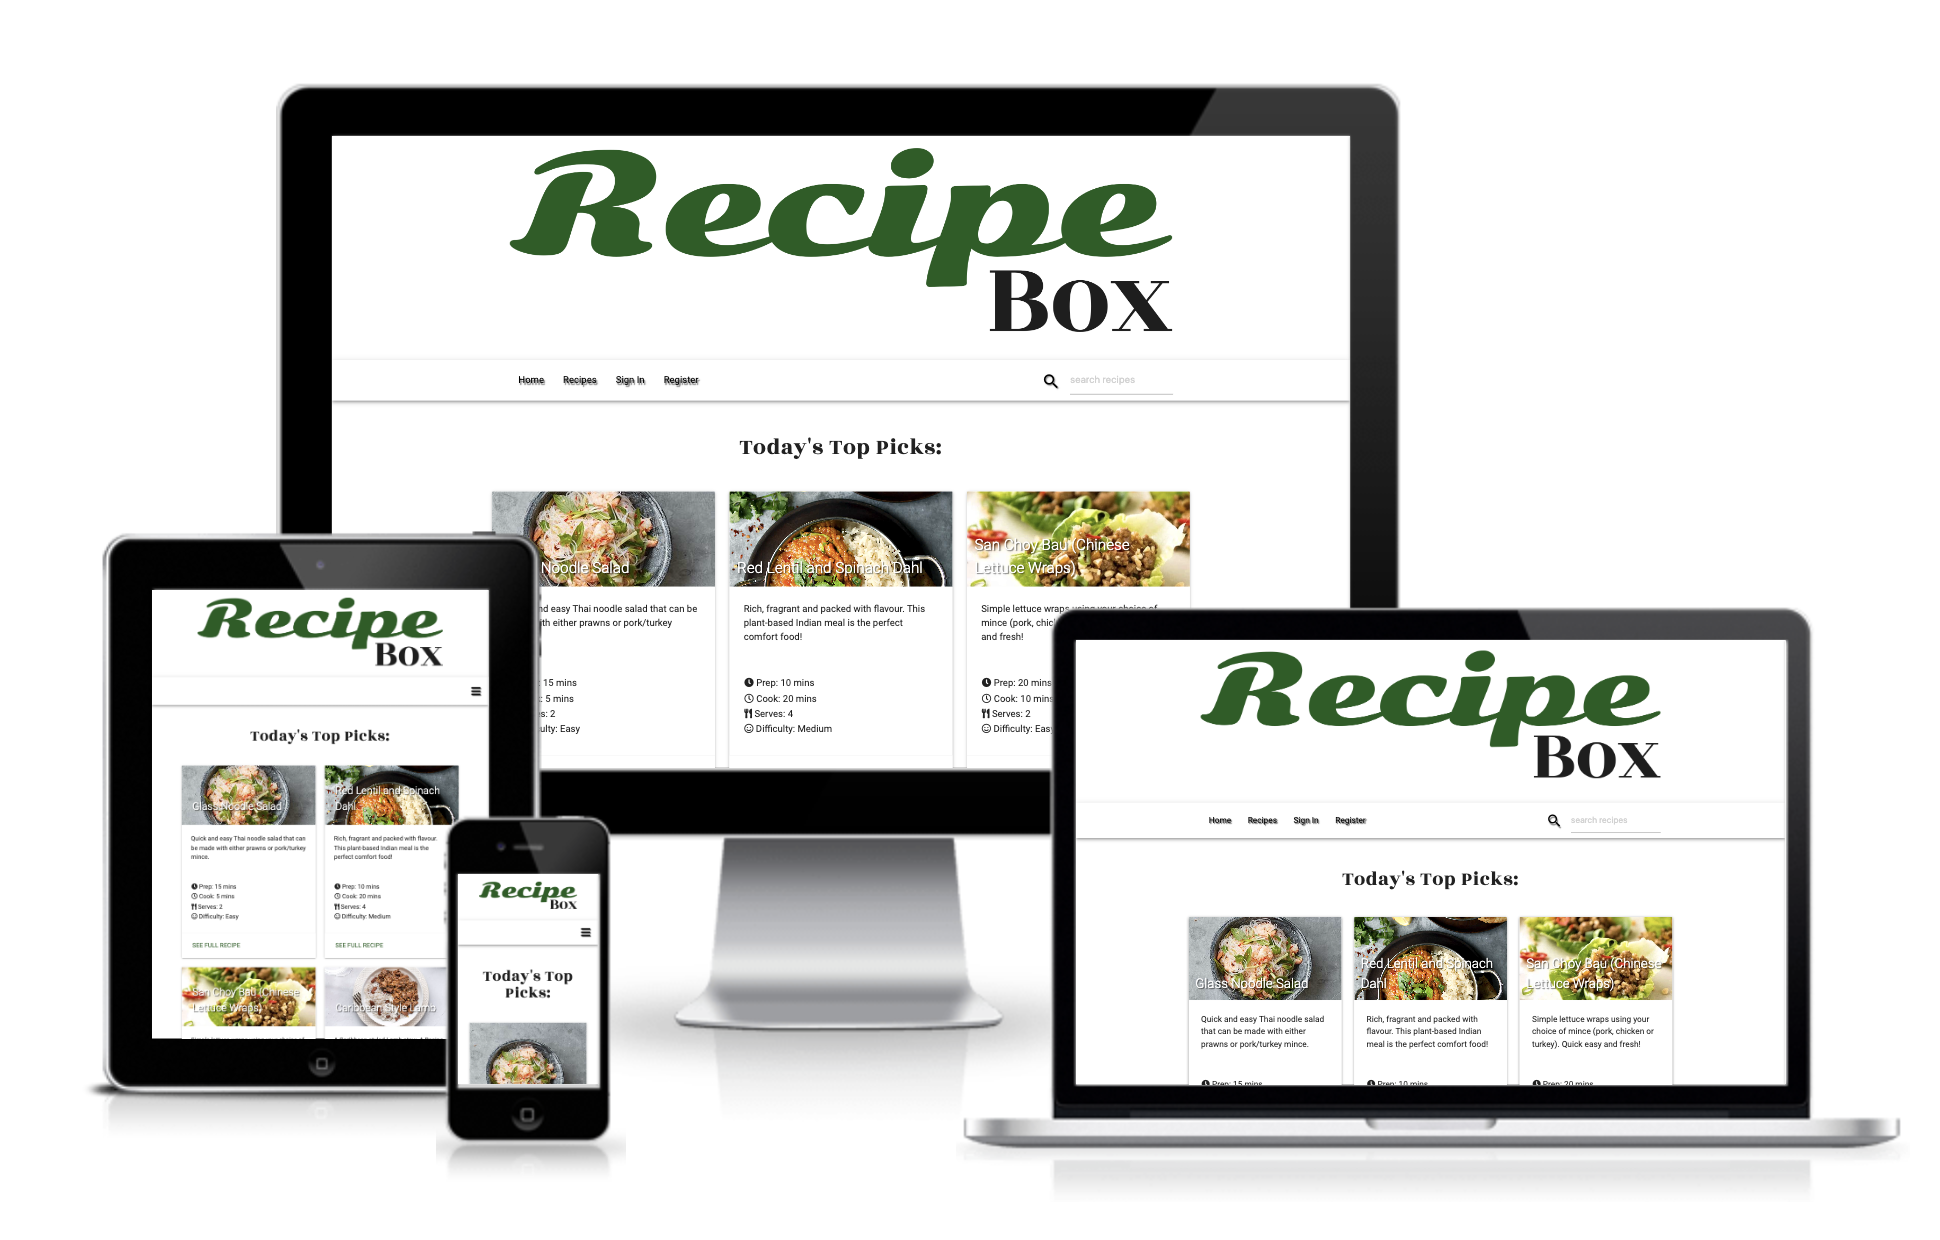 Recipe
Box
Home Recipes Sign In Register
search recipes
Today's Top Picks:
Noodle Salad
Red Lentil and Spinach Dahl
San Choy Bau (Chinese
Lettuce Wraps)
nd easy Thai noodle salad that can be
th either prawns or pork/turkey
: 15 mins
: 5 mins
es: 2
ulty: Easy
Rich, fragrant and packed with flavour. This
plant-based Indian meal is the perfect
comfort food!
Prep: 10 mins
Cook: 20 mins
Serves: 4
Difficulty: Medium
Simple lettuce wraps using your choice of
mince (pork, chic
and fresh!
Prep: 20 mins
Cook: 10 mins
Serves: 2
Difficulty: Easy
Recipe
Box
Today's Top Picks:
Glass Noodle Salad
Quick and easy Thai noodle salad that can
be made with either prawns or pork/turkey
mince.
Prep: 15 mins
Cook: 5 mins
Serves: 2
Difficulty: Easy
SEE FULL RECIPE
Red Lentil and Spinach
Dahl
Rich, fragrant and packed with flavour.
This plant-based Indian meal is the
perfect comfort food!
Prep: 10 mins
Cook: 20 mins
Serves: 4
Difficulty: Medium
SEE FULL RECIPE
San Choy Bau (Chinese
Lettuce Wraps)
Caribbean Style Lamb
Recipe
Box
Today's Top
Picks:
Recipe
Box
Home Recipes Sign In Register
search recipes
Today's Top Picks:
Glass Noodle Salad
Quick and easy Thai noodle salad
that can be made with either
prawns or pork/turkey mince.
Prep: 15 mins
Red Lentil and Spinach
Dahl
Rich, fragrant and packed with
flavour. This plant-based Indian
meal is the perfect comfort food!
Prep: 10 mins
San Choy Bau (Chinese
Lettuce Wraps)
Simple lettuce wraps using your
choice of mince (pork, chicken or
turkey). Quick easy and fresh!
Prep: 20 mins